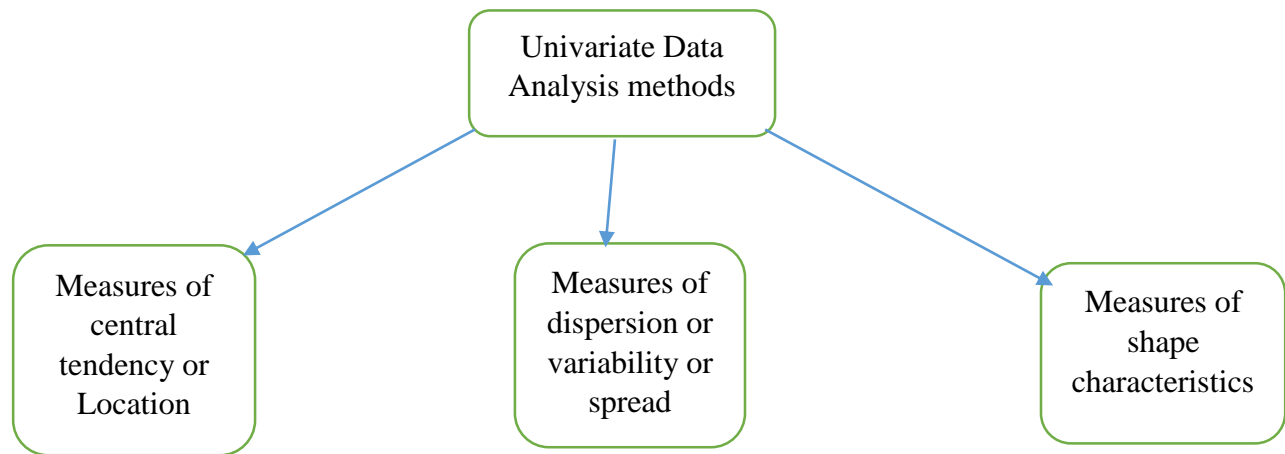 Univariate Data
Analysis methods
Measures of
central
tendency or
Location
Measures of
dispersion or
variability or
spread
Measures of
shape
characteristics